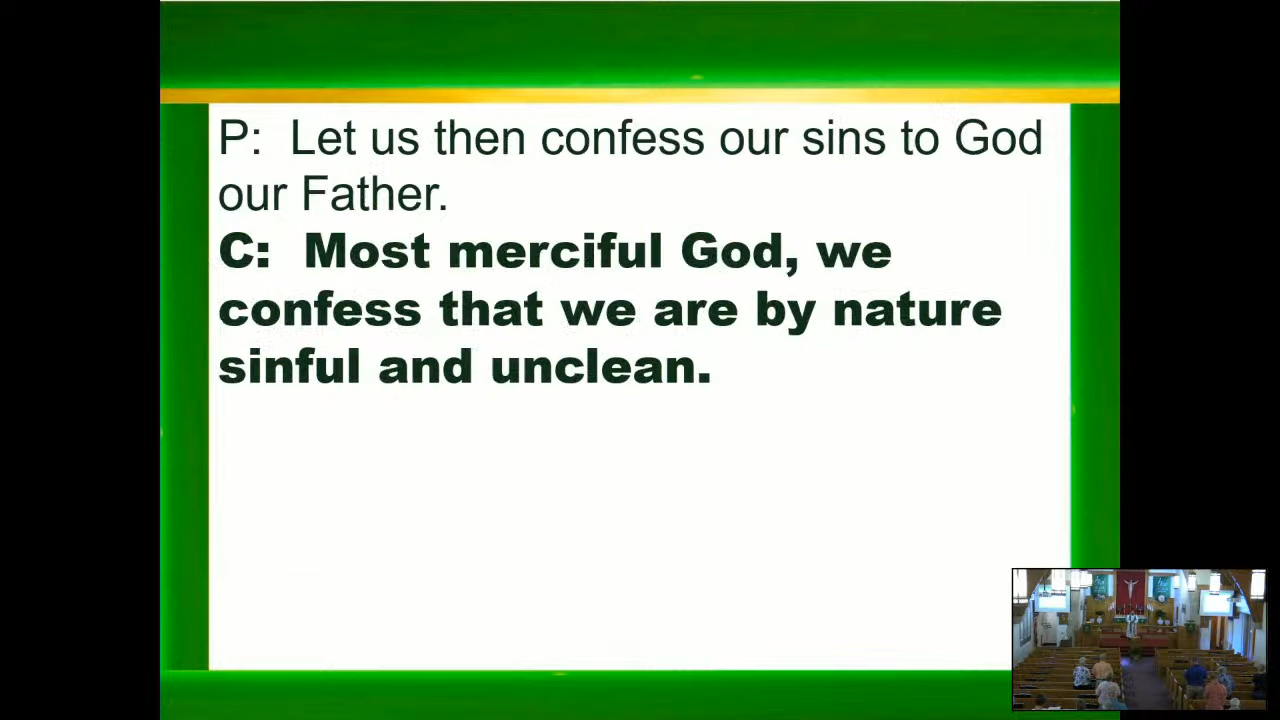 P:  Let us then confess our sins to God
our Father.
C:  Most merciful God, we
confess that we are by nature
sinful and unclean.